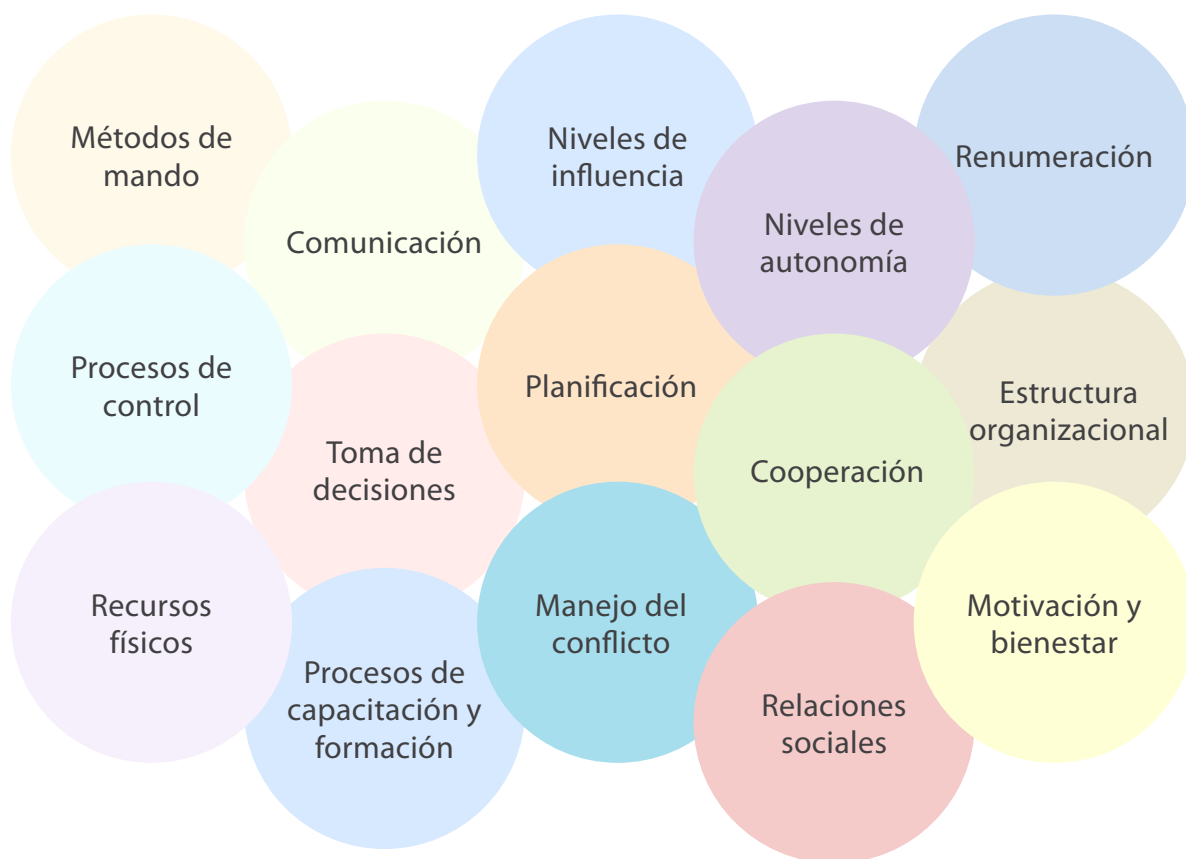 Métodos de
mando
Comunicación
Niveles de
influencia
Niveles de
autonomía
Renumeración
Procesos de
control
Toma de
decisiones
Planificación
Cooperación
Estructura
organizacional
Recursos
físicos
Procesos de
capacitación y
formación
Manejo del
conflicto
Relaciones
sociales
Motivación y
bienestar